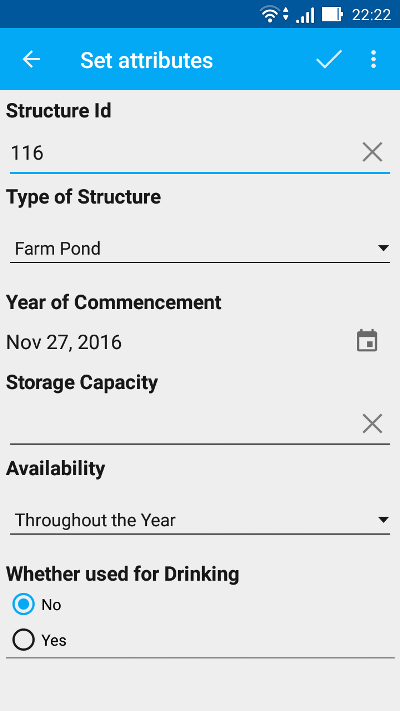 22:22
Set attributes
Structure Id
116
Type of Structure
Farm Pond
Year of Commencement
Nov 27, 2016
Storage Capacity
Availability
Throughout the Year
Whether used for Drinking
No
Yes